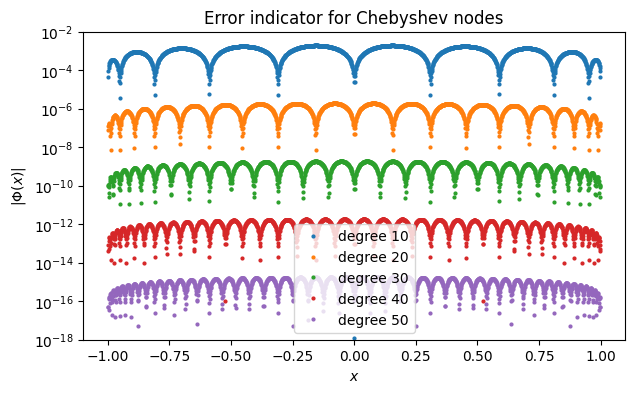 Error indicator for Chebyshev nodes
|Φ(x)|
10⁻²
10⁻⁴
10⁻⁶
10⁻⁸
10⁻¹⁰
10⁻¹²
10⁻¹⁴
10⁻¹⁶
10⁻¹⁸
degree 10
degree 20
degree 30
degree 40
degree 50
−1.00 −0.75 −0.50 −0.25 0.00 0.25 0.50 0.75 1.00
x